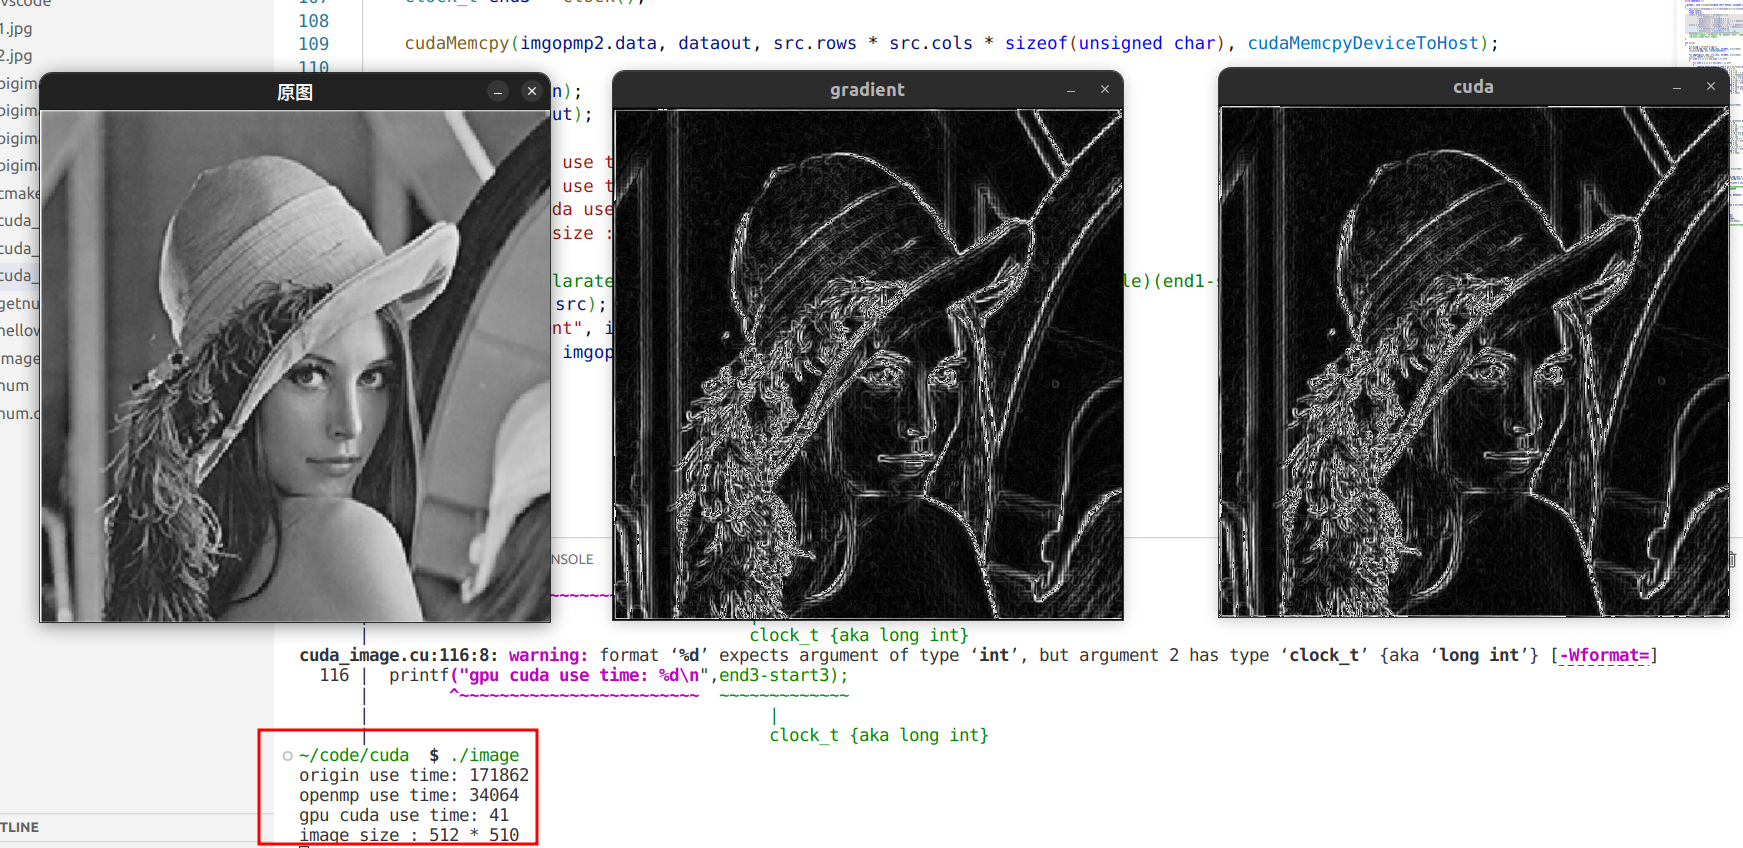 vscode
1.jpg
2.jpg
bigim
bigim
bigim
bigim
cmake
cuda_
cuda_
cuda_
getnu
hellow
image
num
num.c
TLINE
107 clock_t end3 = clock();
108
109 cudaMemcpy(imgopmp2.data, dataout, src.rows * src.cols * sizeof(unsigned char), cudaMemcpyDeviceToHost);
110
原图
gradient
cuda
n);
ut);
use t
use t
da use
size :
larate
le)(end1-s
src);
nt", i
imgop
NSOLE
clock_t {aka long int}
cuda_image.cu:116:8: warning: format ‘%d’ expects argument of type ‘int’, but argument 2 has type ‘clock_t’ {aka ‘long int’} [-Wformat=]
116 | printf("gpu cuda use time: %d\n",end3-start3);
| ^~~~~~~~~~~~~~~~~~~~~~~~~ ~~~~~~~~~~~~~
| |
| clock_t {aka long int}
~/code/cuda $ ./image
origin use time: 171862
openmp use time: 34064
gpu cuda use time: 41
image size : 512 * 510